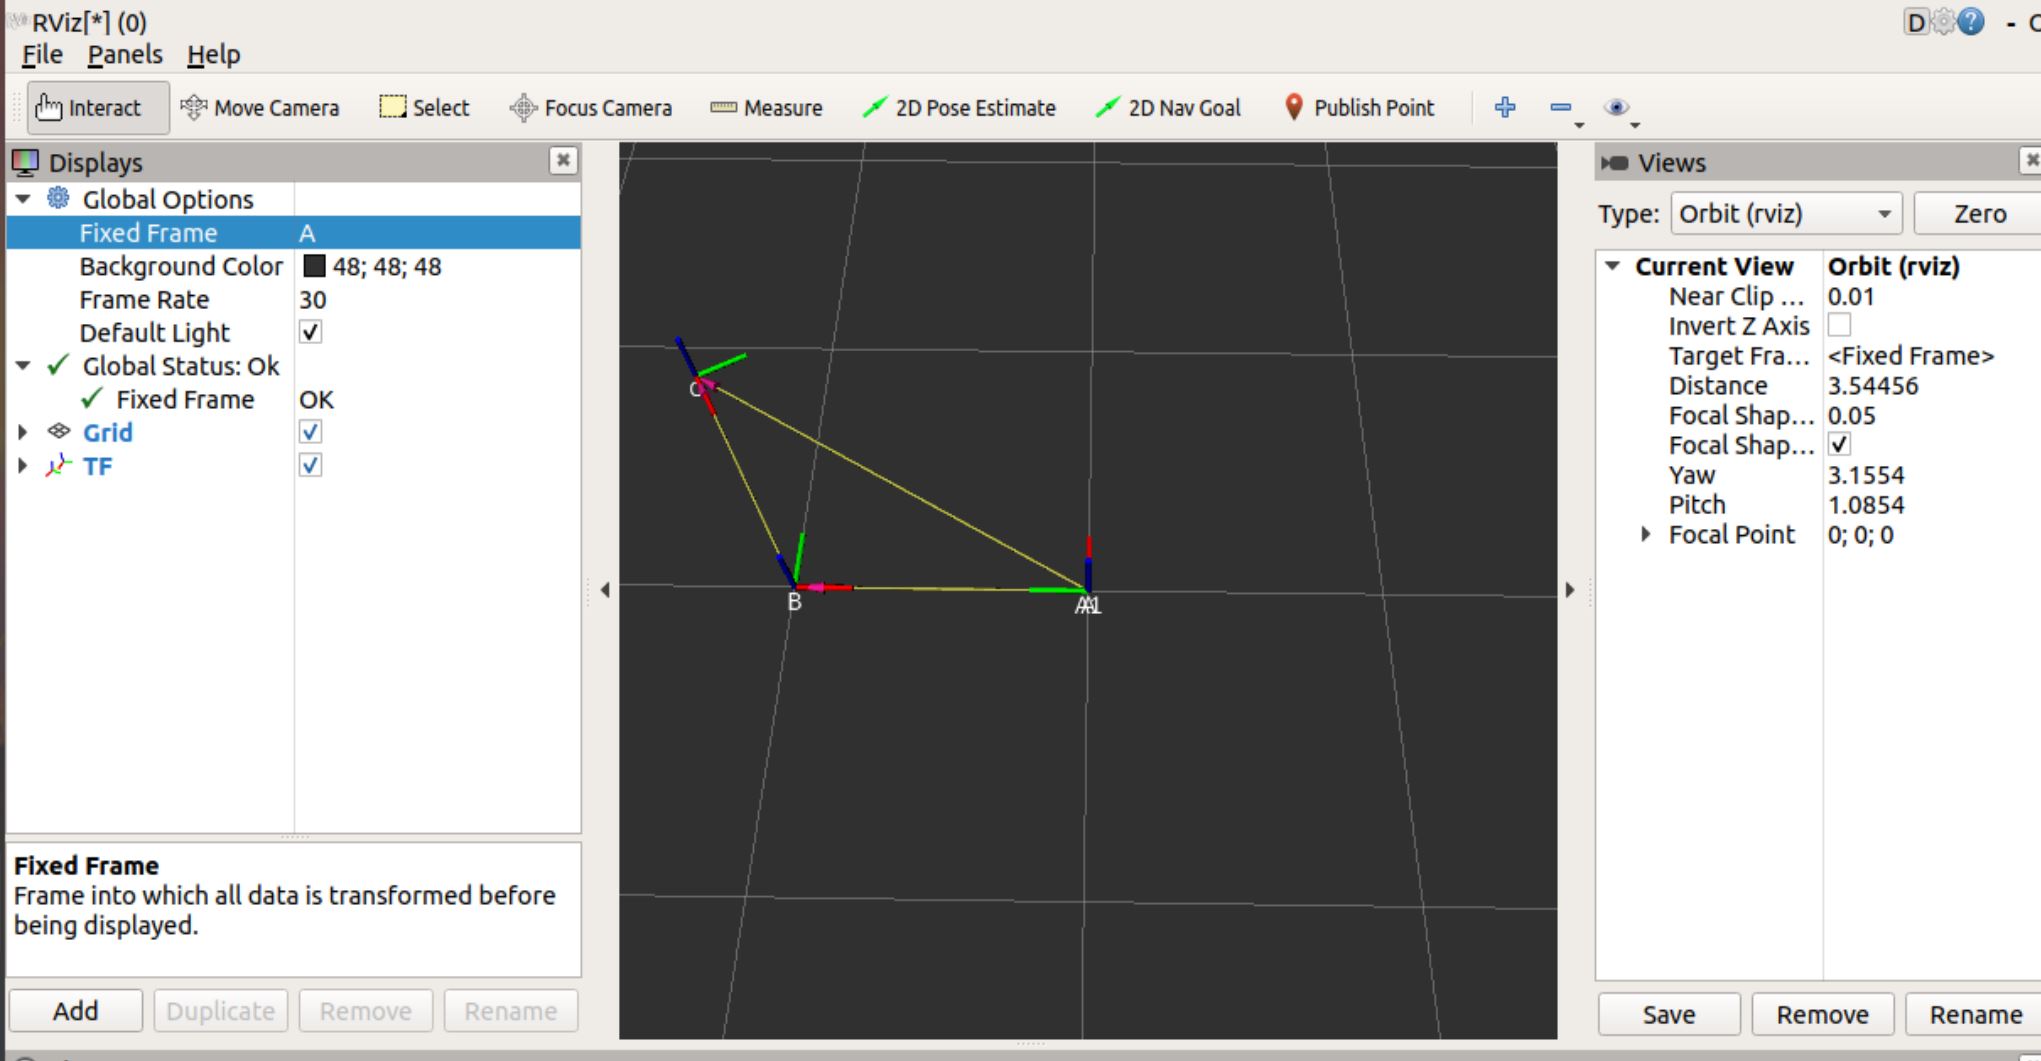 RViz[*] (0)
D ?
File Panels Help
Interact Move Camera Select Focus Camera Measure 2D Pose Estimate 2D Nav Goal Publish Point
Displays
Global Options
Fixed Frame A
Background Color 48; 48; 48
Frame Rate 30
Default Light
Global Status: Ok
Fixed Frame OK
Grid
TF
Fixed Frame
Frame into which all data is transformed before
being displayed.
Add Duplicate Remove Rename
C
B
Views
Type: Orbit (rviz) Zero
Current View Orbit (rviz)
Near Clip ... 0.01
Invert Z Axis
Target Fra... <Fixed Frame>
Distance 3.54456
Focal Shap... 0.05
Focal Shap...
Yaw 3.1554
Pitch 1.0854
Focal Point 0; 0; 0
Save Remove Rename